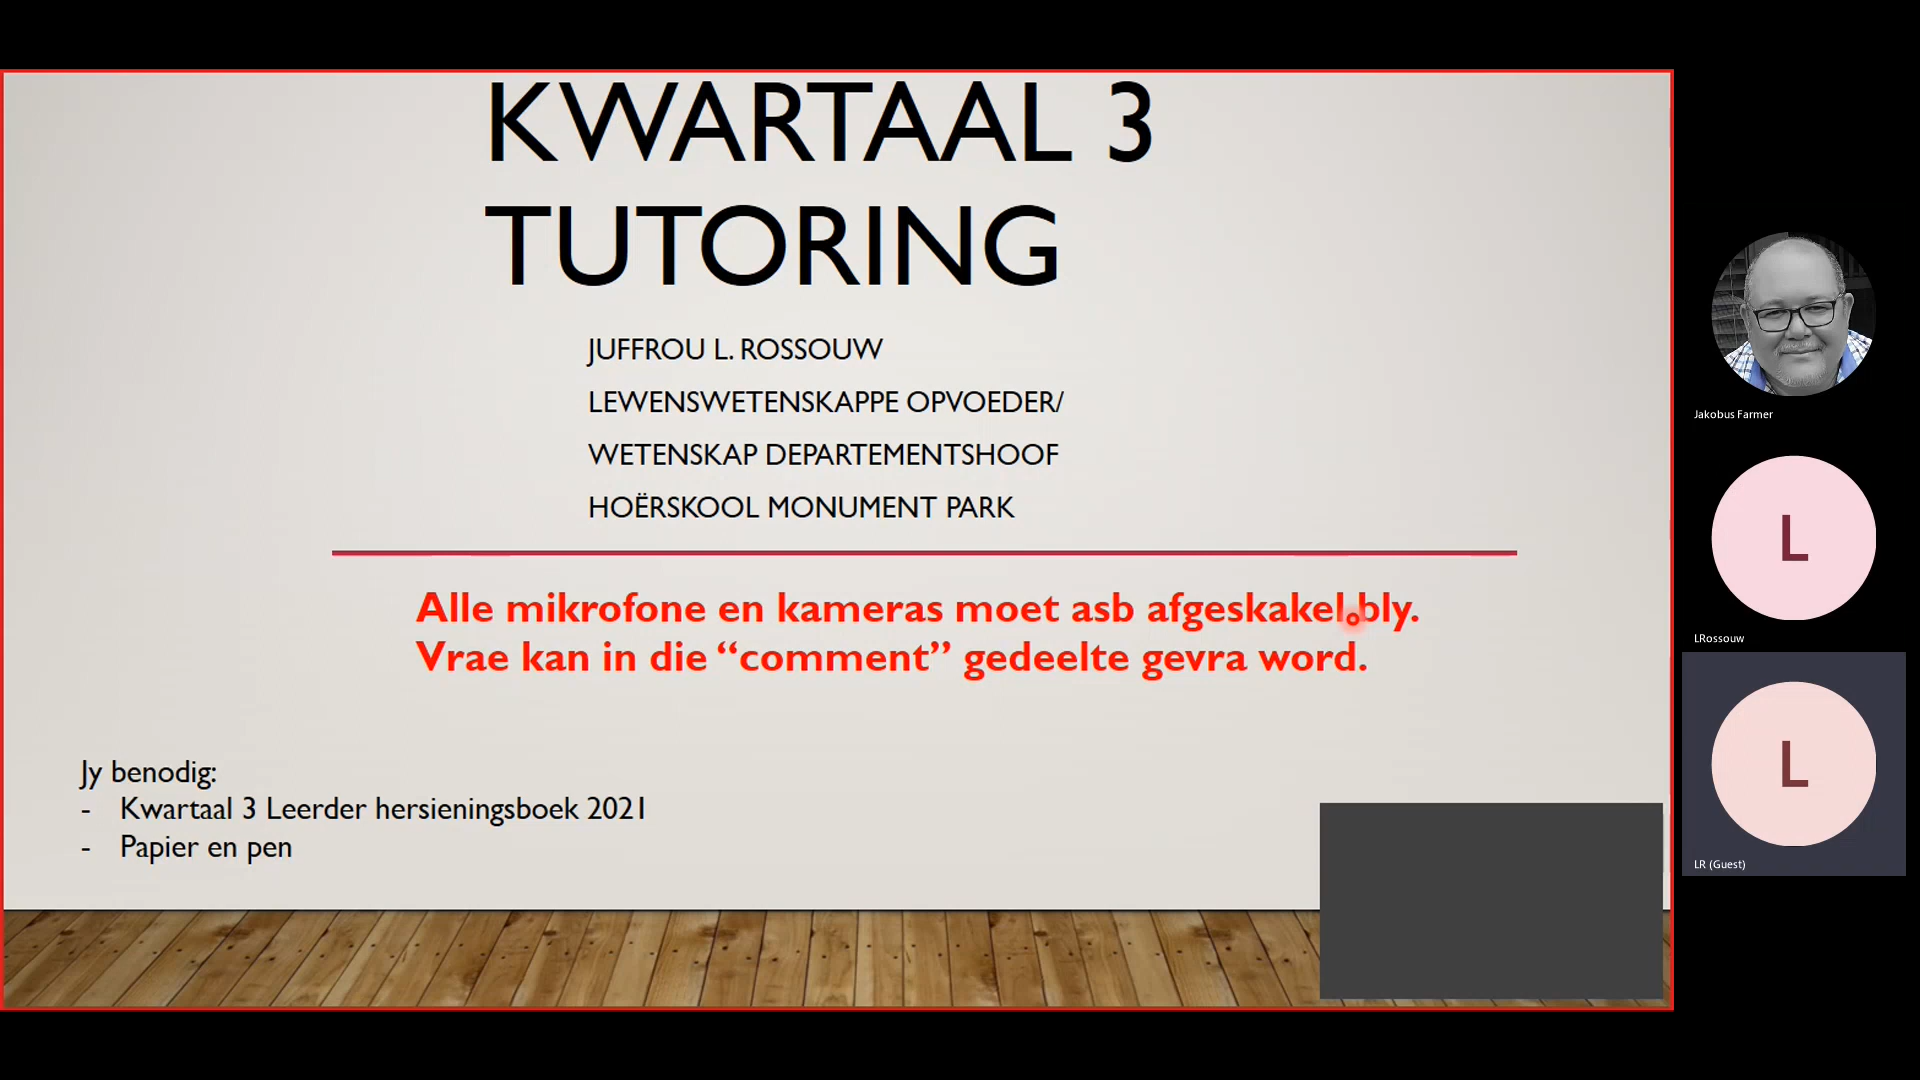 KWARTAAL 3
TUTORING
JUFFROU L. ROSSOUW
LEWENSWETENSKAPPE OPVOEDER/
WETENSKAP DEPARTEMENTSHOOF
HOËRSKOOL MONUMENT PARK
Alle mikrofone en kameras moet asb afgeskakel bly.
Vrae kan in die “comment” gedeelte gevra word.
Jy benodig:
- Kwartaal 3 Leerder hersieningsboek 2021
- Papier en pen
Jakobus Farmer
L
LRossouw
L
LR (Guest)